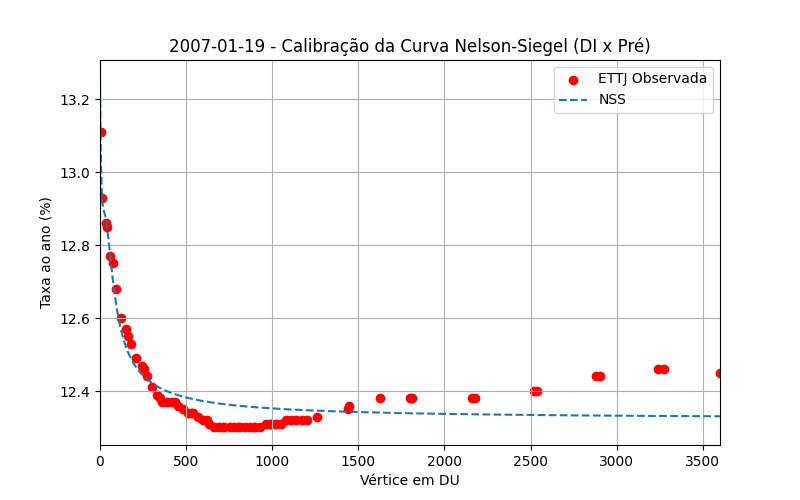 2007-01-19 - Calibração da Curva Nelson-Siegel (DI x Pré)
ETTJ Observada
NSS
Taxa ao ano (%)
13.2
13.0
12.8
12.6
12.4
0 500 1000 1500 2000 2500 3000 3500
Vértice em DU